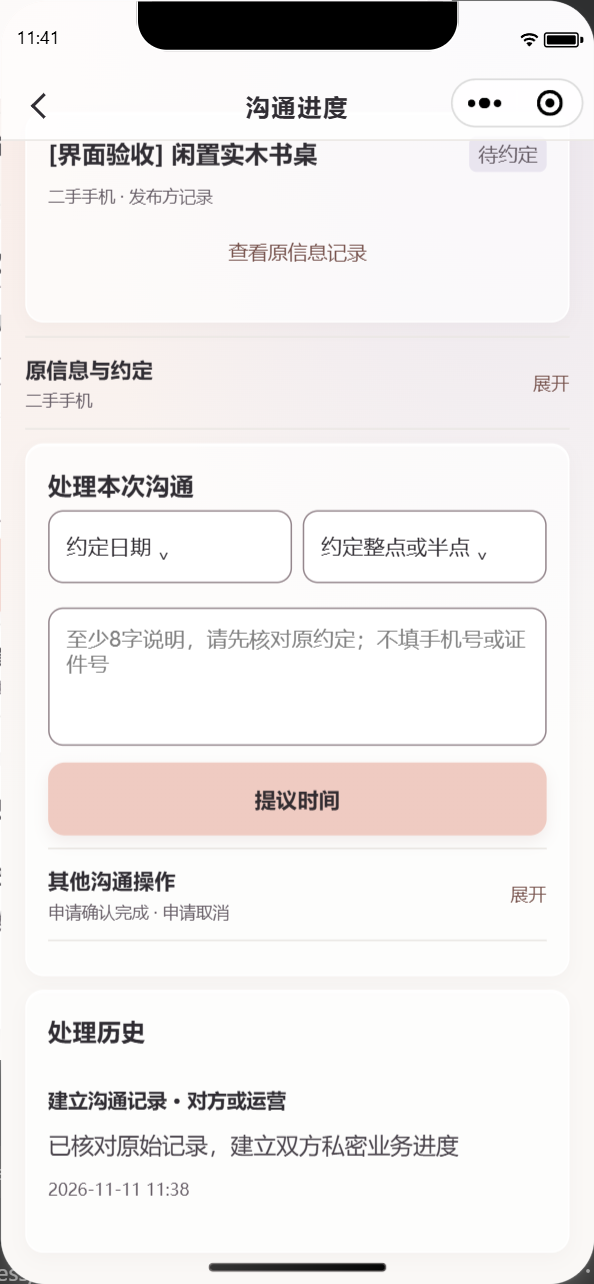 11:41
沟通进度
[界面验收] 闲置实木书桌
待约定
二手手机 · 发布方记录
查看原信息记录
原信息与约定
二手手机
展开
处理本次沟通
约定日期
约定整点或半点
至少8字说明，请先核对原约定；不填手机号或证
件号
提议时间
其他沟通操作
申请确认完成 · 申请取消
展开
处理历史
建立沟通记录 · 对方或运营
已核对原始记录，建立双方私密业务进度
2026-11-11 11:38